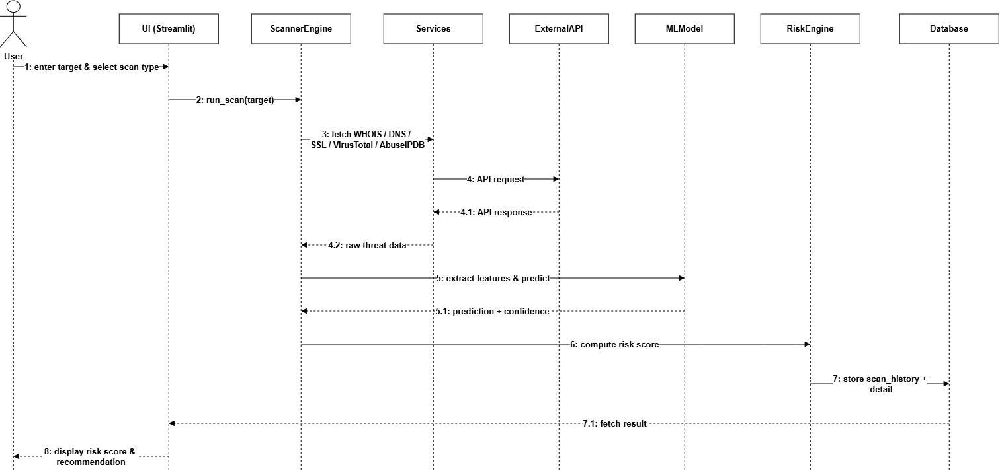 UI (Streamlit)
ScannerEngine
Services
ExternalAPI
MLModel
RiskEngine
Database
User
1: enter target & select scan type
2: run_scan(target)
3: fetch WHOIS / DNS /
SSL / VirusTotal / AbuseIPDB
4: API request
4.1: API response
4.2: raw threat data
5: extract features & predict
5.1: prediction + confidence
6: compute risk score
7: store scan_history +
detail
7.1: fetch result
8: display risk score &
recommendation